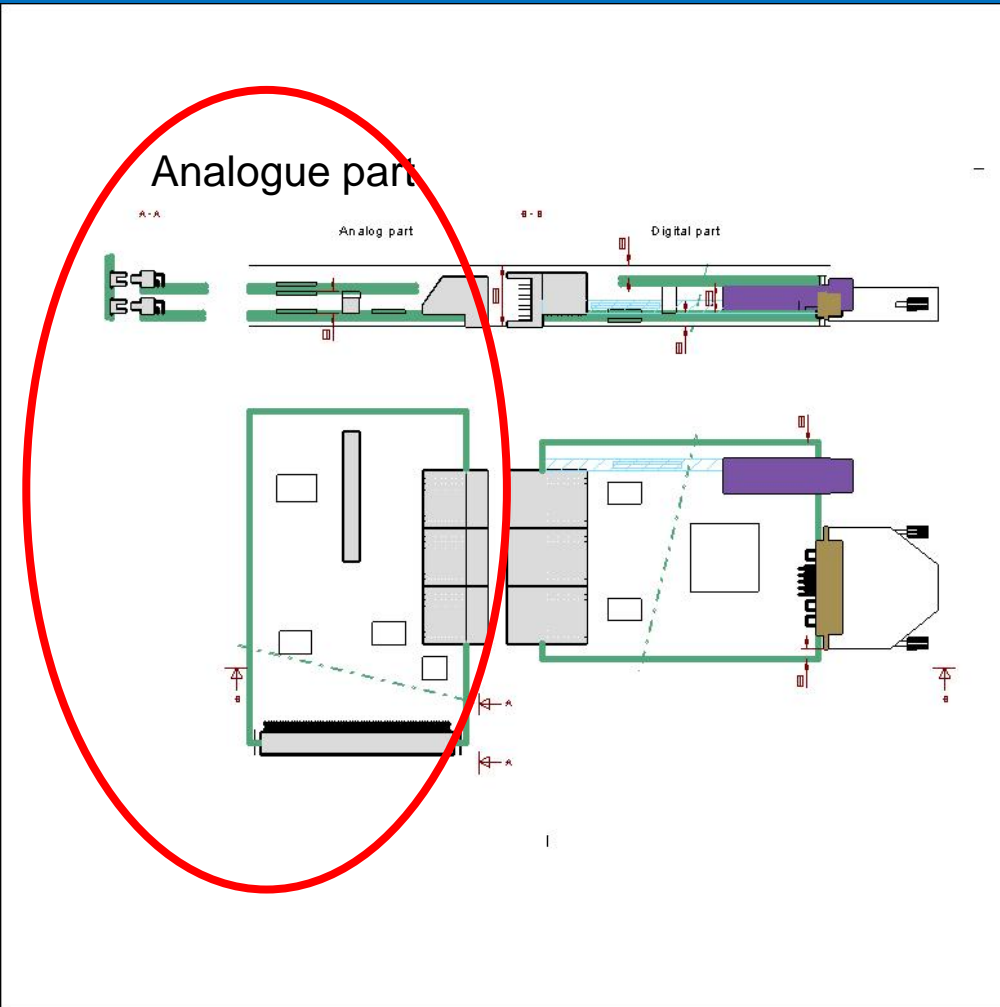 Analogue part
A - A
B - B
Analog part
Digital part
B
A
B
A